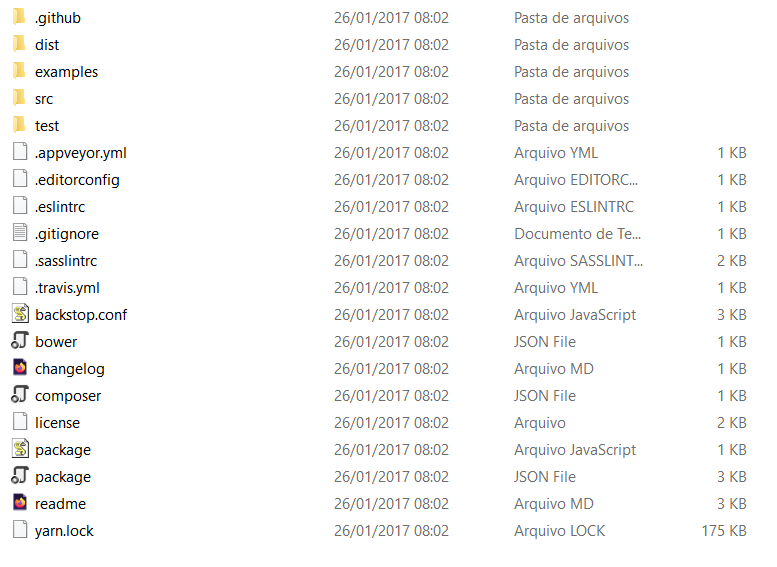 .github 26/01/2017 08:02 Pasta de arquivos
dist 26/01/2017 08:02 Pasta de arquivos
examples 26/01/2017 08:02 Pasta de arquivos
src 26/01/2017 08:02 Pasta de arquivos
test 26/01/2017 08:02 Pasta de arquivos
.appveyor.yml 26/01/2017 08:02 Arquivo YML 1 KB
.editorconfig 26/01/2017 08:02 Arquivo EDITORC... 1 KB
.eslintrc 26/01/2017 08:02 Arquivo ESLINTRC 1 KB
.gitignore 26/01/2017 08:02 Documento de Te... 1 KB
.sasslintrc 26/01/2017 08:02 Arquivo SASSLINT... 2 KB
.travis.yml 26/01/2017 08:02 Arquivo YML 1 KB
backstop.conf 26/01/2017 08:02 Arquivo JavaScript 3 KB
bower 26/01/2017 08:02 JSON File 1 KB
changelog 26/01/2017 08:02 Arquivo MD 1 KB
composer 26/01/2017 08:02 JSON File 1 KB
license 26/01/2017 08:02 Arquivo 2 KB
package 26/01/2017 08:02 Arquivo JavaScript 1 KB
package 26/01/2017 08:02 JSON File 3 KB
readme 26/01/2017 08:02 Arquivo MD 3 KB
yarn.lock 26/01/2017 08:02 Arquivo LOCK 175 KB